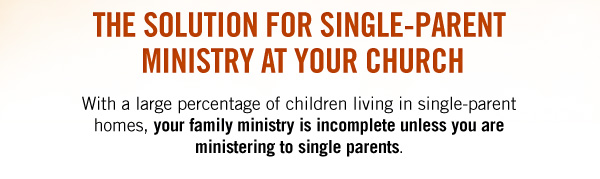 THE SOLUTION FOR SINGLE-PARENT
MINISTRY AT YOUR CHURCH
With a large percentage of children living in single-parent
homes, your family ministry is incomplete unless you are
ministering to single parents.